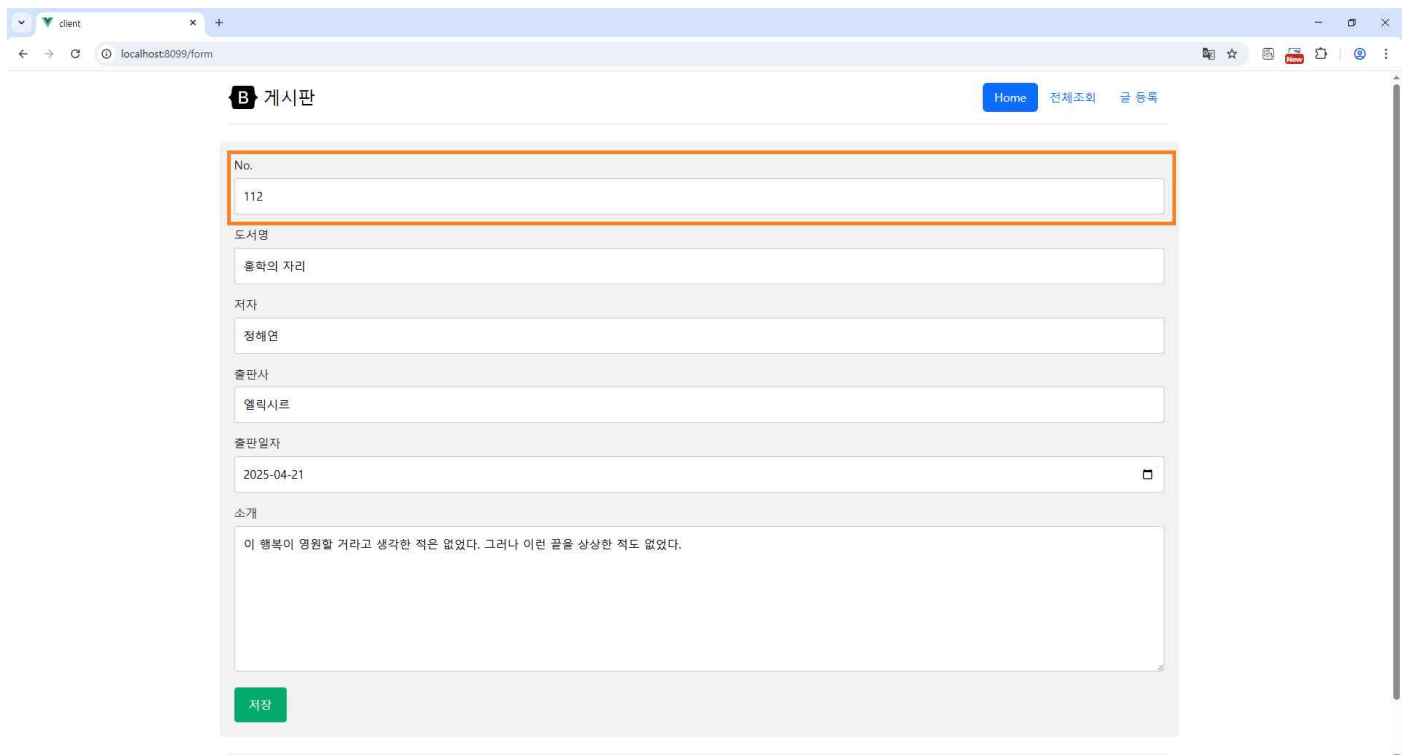 client
localhost:8099/form
New
B 게시판
Home 전체조회 글 등록
No.
112
도서명
홍학의 자리
저자
정해연
출판사
엘릭시르
출판일자
2025-04-21
소개
이 행복이 영원할 거라고 생각한 적은 없었다. 그러나 이런 끝을 상상한 적도 없었다.
저장